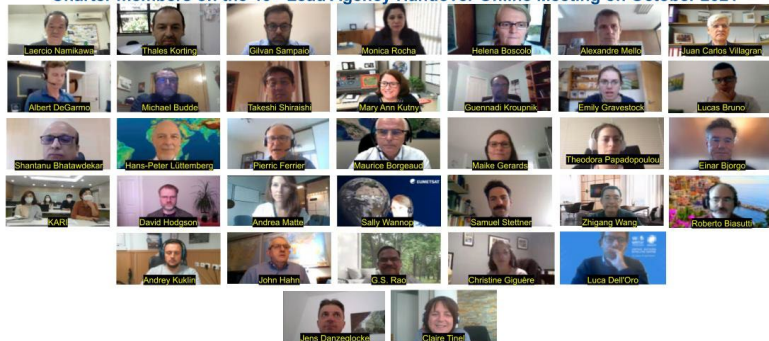 Charter Members on the 45th Lead Agency Handover Online Meeting on October 2021
Laercio Namikawa
Thales Korting
Gilvan Sampaio
Monica Rocha
Helena Boscolo
Alexandre Mello
Juan Carlos Villagran
Albert DeGarmo
Michael Budde
Takeshi Shiraishi
Mary Ann Kutny
Guennadi Kroupnik
Emily Gravestock
Lucas Bruno
Shantanu Bhatawdekar
Hans-Peter Lüttemberg
Pierric Ferrier
Maurice Borgeaud
Maike Gerards
Theodora Papadopoulou
Einar Bjorgo
KARI
David Hodgson
Andrea Matte
EUMETSAT
Sally Wannop
Samuel Stettner
Zhigang Wang
Roberto Biasutti
Andrey Kuklin
John Hahn
G.S. Rao
Christine Giguère
Luca Dell'Oro
Jens Danzeglocke
Claire Tinel